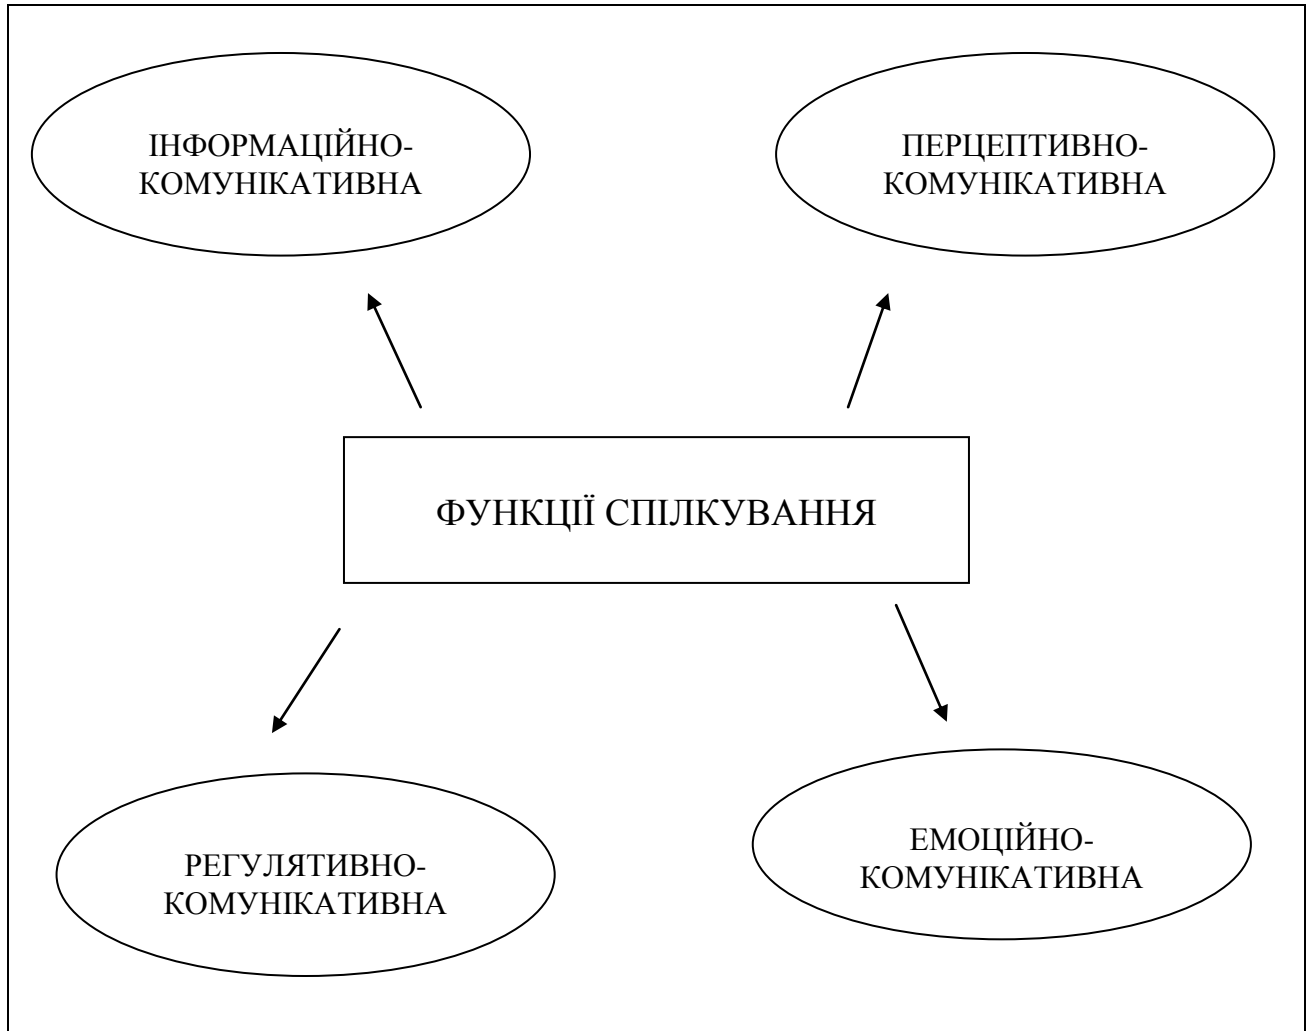 ІНФОРМАЦІЙНО-
КОМУНІКАТИВНА
ПЕРЦЕПТИВНО-
КОМУНІКАТИВНА
ФУНКЦІЇ СПІЛКУВАННЯ
РЕГУЛЯТИВНО-
КОМУНІКАТИВНА
ЕМОЦІЙНО-
КОМУНІКАТИВНА